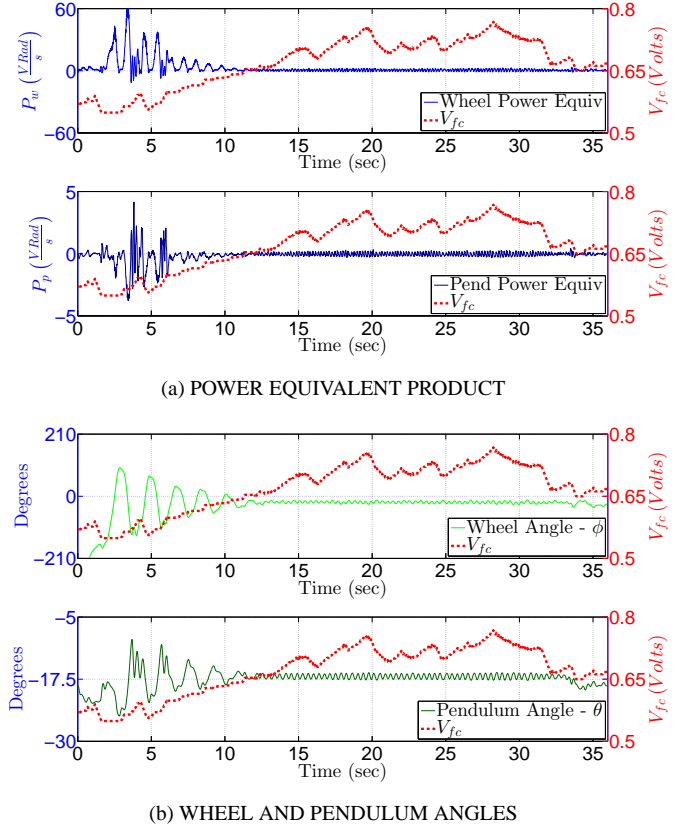 60
0
−60
P_w (VRad/s)
0.8
0.65
0.5
V_fc (Volts)
Wheel Power Equiv
V_fc
0 5 10 15 20 25 30 35
Time (sec)
5
0
−5
P_p (VRad/s)
0.8
0.65
0.5
V_fc (Volts)
Pend Power Equiv
V_fc
0 5 10 15 20 25 30 35
Time (sec)
(a) POWER EQUIVALENT PRODUCT
210
0
−210
Degrees
0.8
0.65
0.5
V_fc (Volts)
Wheel Angle - ϕ
V_fc
0 5 10 15 20 25 30 35
Time (sec)
−5
−17.5
−30
Degrees
0.8
0.65
0.5
V_fc (Volts)
Pendulum Angle - θ
V_fc
0 5 10 15 20 25 30 35
Time (sec)
(b) WHEEL AND PENDULUM ANGLES